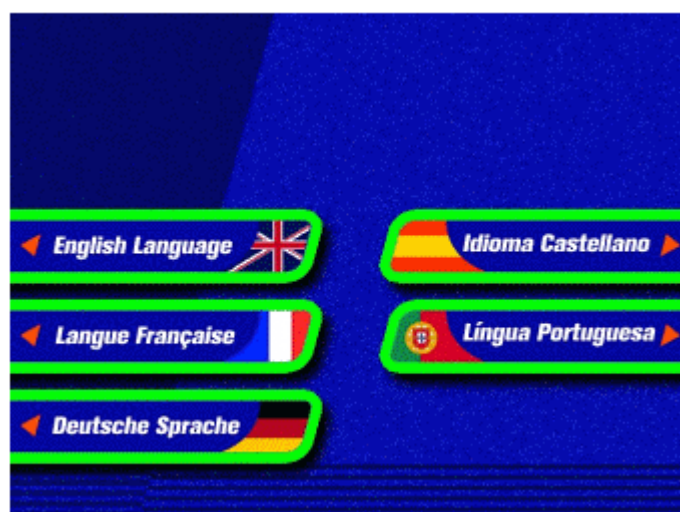 English Language
Idioma Castellano
Langue Française
Língua Portuguesa
Deutsche Sprache